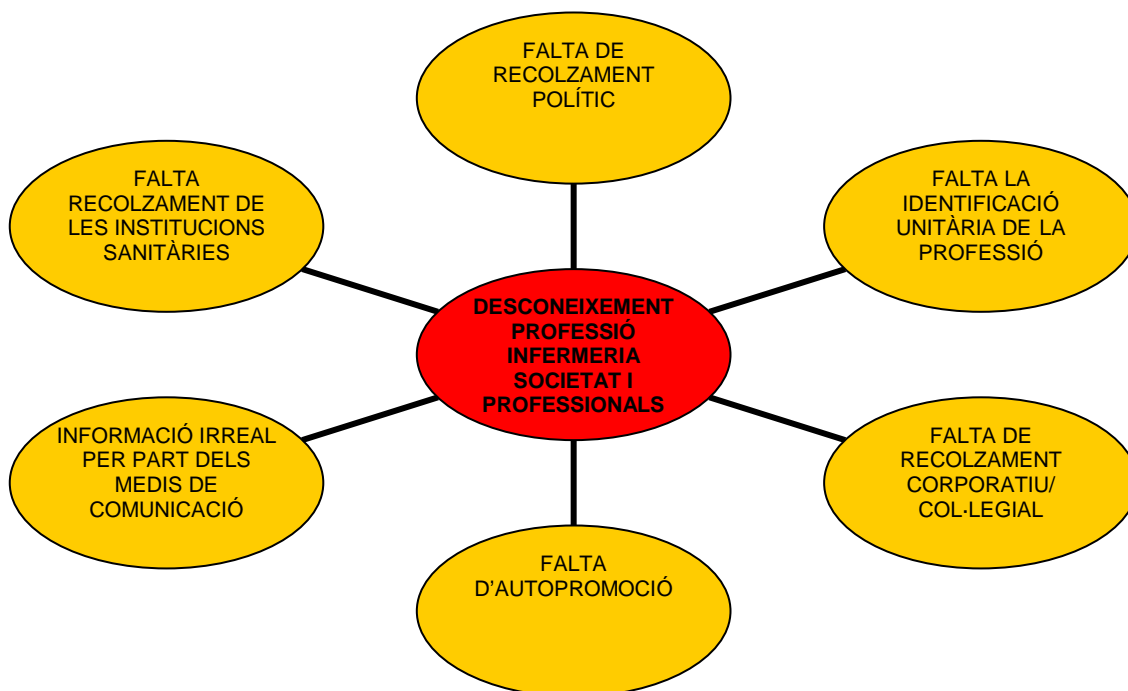 FALTA DE
RECOLZAMENT
POLÍTIC
FALTA
RECOLZAMENT DE
LES INSTITUCIONS
SANITÀRIES
FALTA LA
IDENTIFICACIÓ
UNITÀRIA DE LA
PROFESSIÓ
DESCONEIXEMENT
PROFESSIÓ
INFERMERIA
SOCIETAT I
PROFESSIONALS
INFORMACIÓ IRREAL
PER PART DELS
MEDIS DE
COMUNICACIÓ
FALTA DE
RECOLZAMENT
CORPORATIU/
COL·LEGIAL
FALTA
D’AUTOPROMOCIÓ